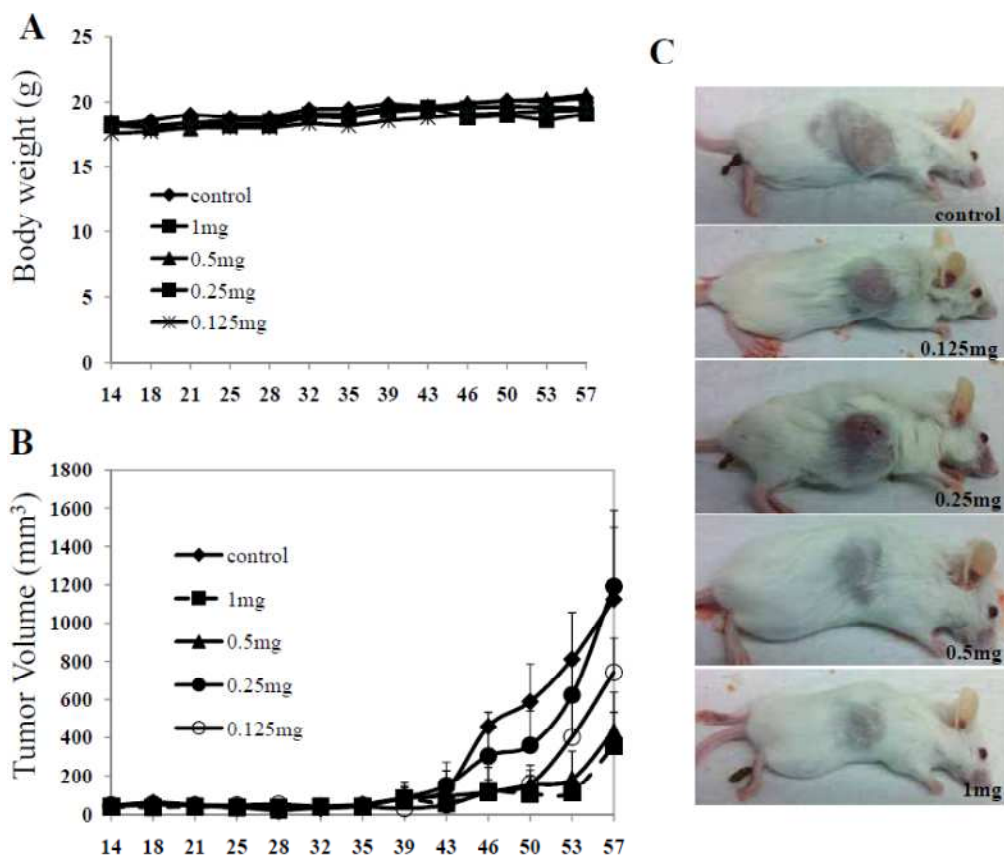 A
Body weight (g)
25
20
15
10
5
0
control
1mg
0.5mg
0.25mg
0.125mg
14 18 21 25 28 32 35 39 43 46 50 53 57
B
Tumor Volume (mm³)
1800
1600
1400
1200
1000
800
600
400
200
0
control
1mg
0.5mg
0.25mg
0.125mg
14 18 21 25 28 32 35 39 43 46 50 53 57
C
control
0.125mg
0.25mg
0.5mg
1mg